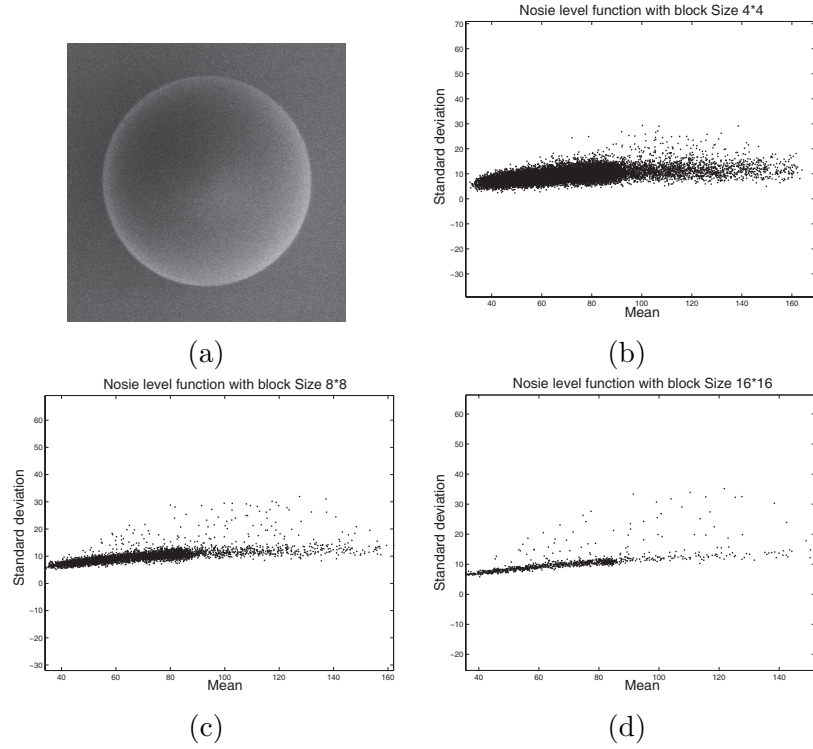 Nosie level function with block Size 4*4
70
60
50
40
30
20
10
0
−10
−20
−30
Standard deviation
40 60 80 100 120 140 160
Mean
(a)
(b)
Nosie level function with block Size 8*8
60
50
40
30
20
10
0
−10
−20
−30
Standard deviation
40 60 80 100 120 140 160
Mean
Nosie level function with block Size 16*16
60
50
40
30
20
10
0
−10
−20
Standard deviation
40 60 80 100 120 140
Mean
(c)
(d)